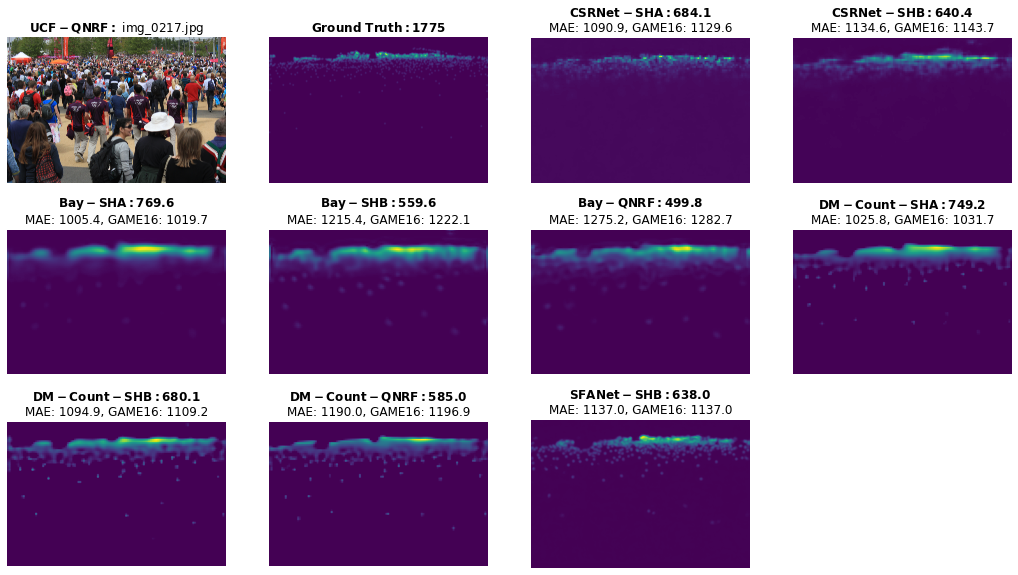 UCF − QNRF: img_0217.jpg
Ground Truth: 1775
CSRNet − SHA: 684.1
MAE: 1090.9, GAME16: 1129.6
CSRNet − SHB: 640.4
MAE: 1134.6, GAME16: 1143.7
Bay − SHA: 769.6
MAE: 1005.4, GAME16: 1019.7
Bay − SHB: 559.6
MAE: 1215.4, GAME16: 1222.1
Bay − QNRF: 499.8
MAE: 1275.2, GAME16: 1282.7
DM − Count − SHA: 749.2
MAE: 1025.8, GAME16: 1031.7
DM − Count − SHB: 680.1
MAE: 1094.9, GAME16: 1109.2
DM − Count − QNRF: 585.0
MAE: 1190.0, GAME16: 1196.9
SFANet − SHB: 638.0
MAE: 1137.0, GAME16: 1137.0